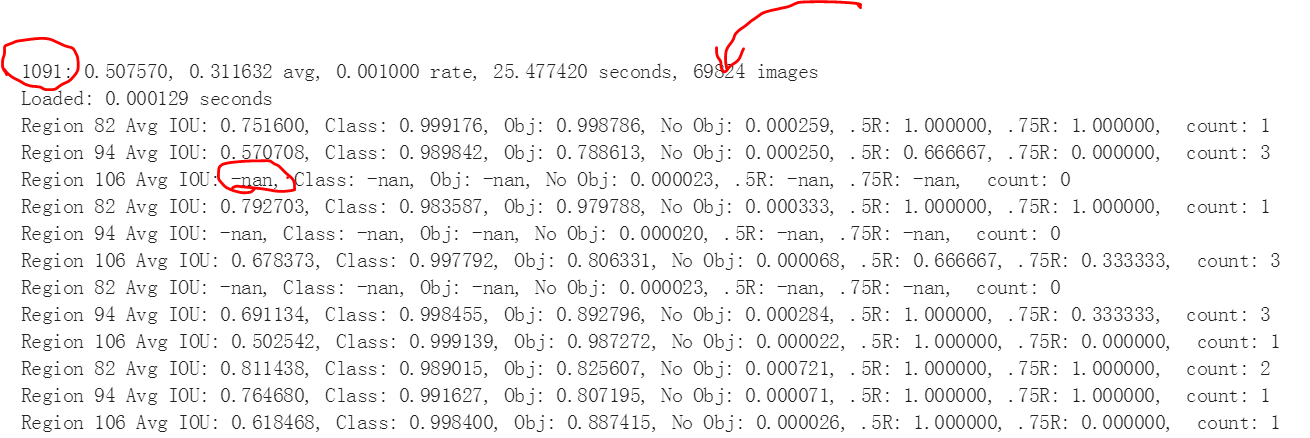 1091: 0.507570, 0.311632 avg, 0.001000 rate, 25.477420 seconds, 69824 images
Loaded: 0.000129 seconds
Region 82 Avg IOU: 0.751600, Class: 0.999176, Obj: 0.998786, No Obj: 0.000259, .5R: 1.000000, .75R: 1.000000, count: 1
Region 94 Avg IOU: 0.570708, Class: 0.989842, Obj: 0.788613, No Obj: 0.000250, .5R: 0.666667, .75R: 0.000000, count: 3
Region 106 Avg IOU: -nan, Class: -nan, Obj: -nan, No Obj: 0.000023, .5R: -nan, .75R: -nan, count: 0
Region 82 Avg IOU: 0.792703, Class: 0.983587, Obj: 0.979788, No Obj: 0.000333, .5R: 1.000000, .75R: 1.000000, count: 1
Region 94 Avg IOU: -nan, Class: -nan, Obj: -nan, No Obj: 0.000020, .5R: -nan, .75R: -nan, count: 0
Region 106 Avg IOU: 0.678373, Class: 0.997792, Obj: 0.806331, No Obj: 0.000068, .5R: 0.666667, .75R: 0.333333, count: 3
Region 82 Avg IOU: -nan, Class: -nan, Obj: -nan, No Obj: 0.000023, .5R: -nan, .75R: -nan, count: 0
Region 94 Avg IOU: 0.691134, Class: 0.998455, Obj: 0.892796, No Obj: 0.000284, .5R: 1.000000, .75R: 0.333333, count: 3
Region 106 Avg IOU: 0.502542, Class: 0.999139, Obj: 0.987272, No Obj: 0.000022, .5R: 1.000000, .75R: 0.000000, count: 1
Region 82 Avg IOU: 0.811438, Class: 0.989015, Obj: 0.825607, No Obj: 0.000721, .5R: 1.000000, .75R: 1.000000, count: 2
Region 94 Avg IOU: 0.764680, Class: 0.991627, Obj: 0.807195, No Obj: 0.000071, .5R: 1.000000, .75R: 1.000000, count: 1
Region 106 Avg IOU: 0.618468, Class: 0.998400, Obj: 0.887415, No Obj: 0.000026, .5R: 1.000000, .75R: 0.000000, count: 1